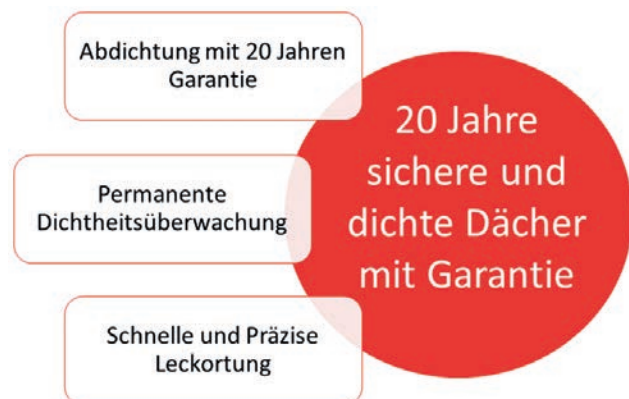 Abdichtung mit 20 Jahren
Garantie
Permanente
Dichtheitsüberwachung
Schnelle und Präzise
Leckortung
20 Jahre
sichere und
dichte Dächer
mit Garantie